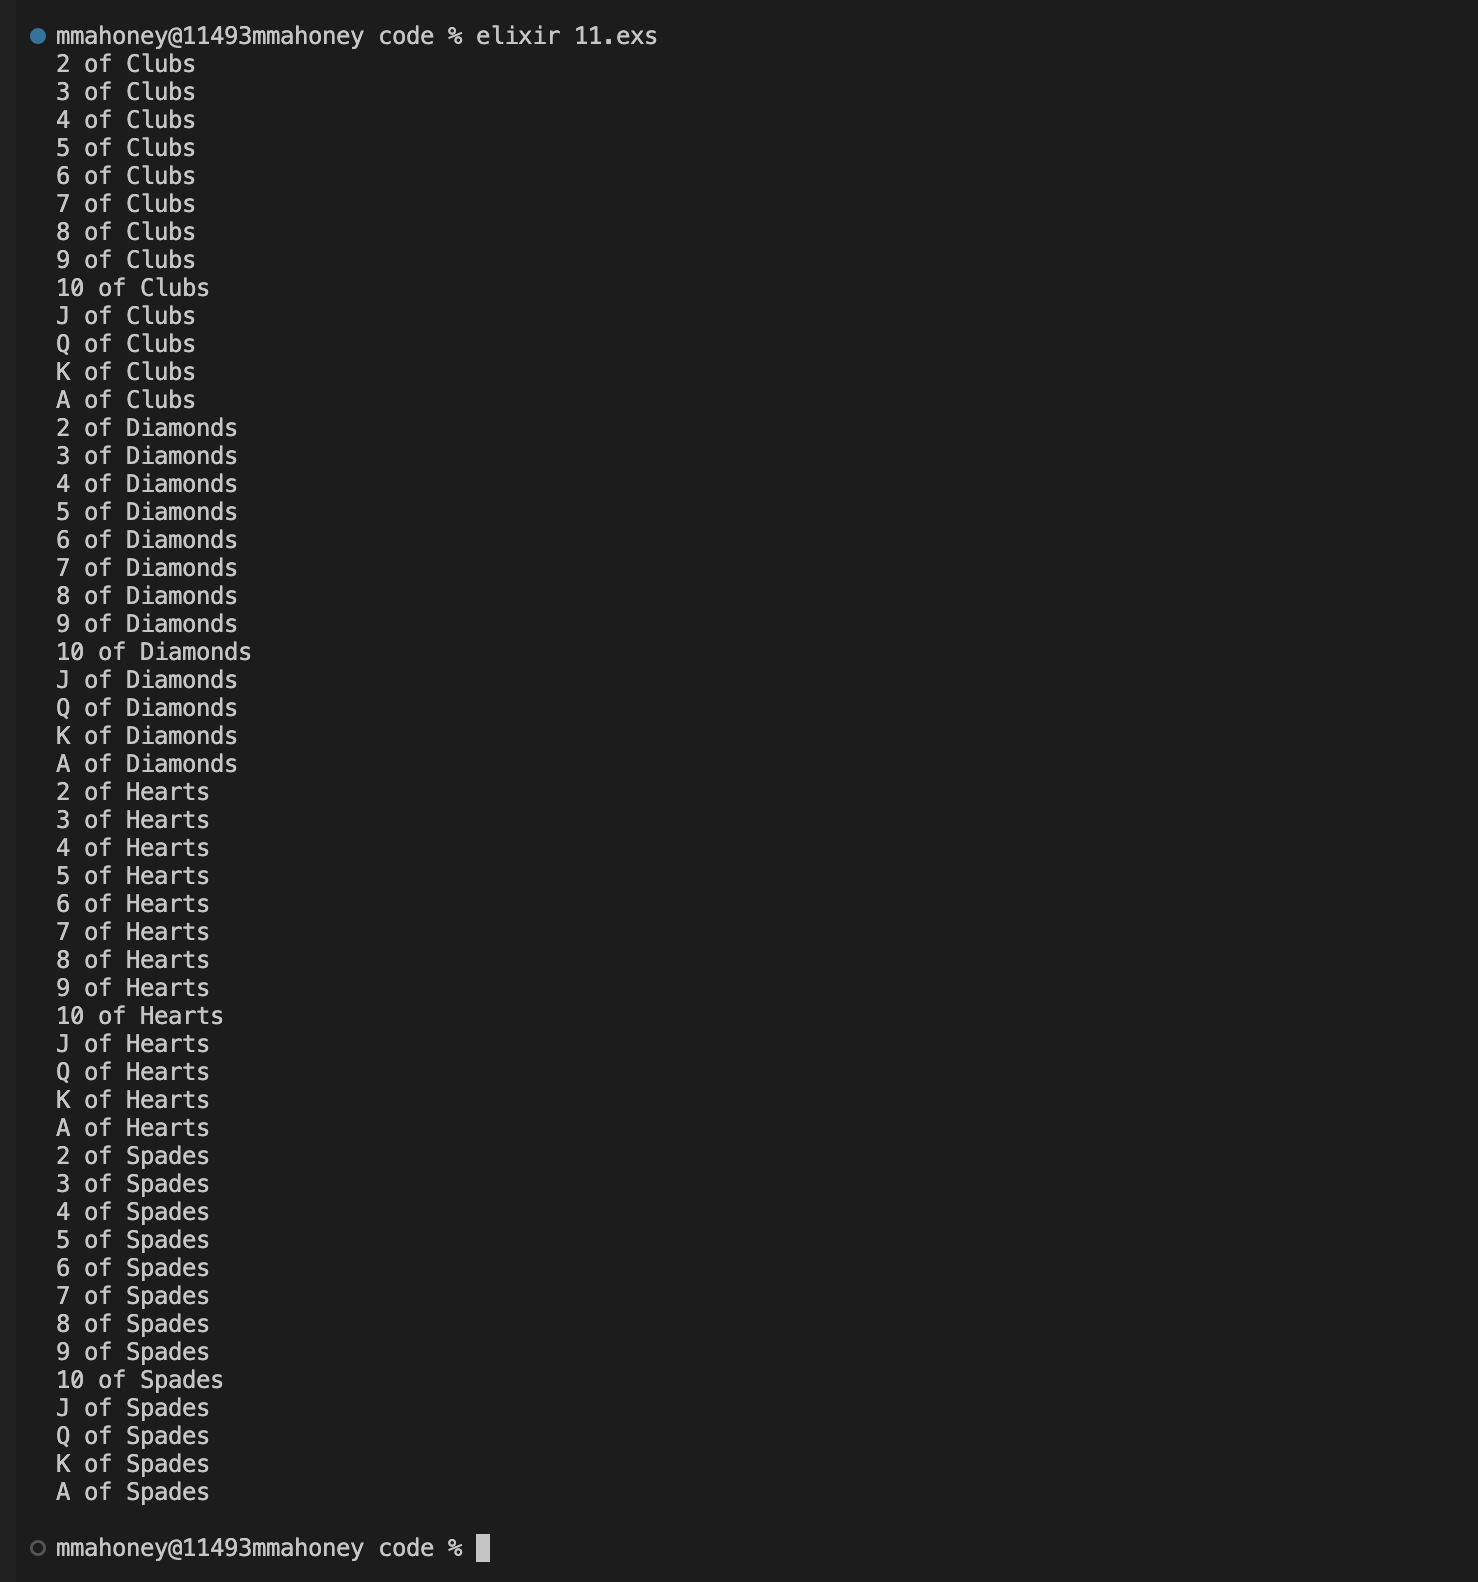 mmahoney@11493mmahoney code % elixir 11.exs
2 of Clubs
3 of Clubs
4 of Clubs
5 of Clubs
6 of Clubs
7 of Clubs
8 of Clubs
9 of Clubs
10 of Clubs
J of Clubs
Q of Clubs
K of Clubs
A of Clubs
2 of Diamonds
3 of Diamonds
4 of Diamonds
5 of Diamonds
6 of Diamonds
7 of Diamonds
8 of Diamonds
9 of Diamonds
10 of Diamonds
J of Diamonds
Q of Diamonds
K of Diamonds
A of Diamonds
2 of Hearts
3 of Hearts
4 of Hearts
5 of Hearts
6 of Hearts
7 of Hearts
8 of Hearts
9 of Hearts
10 of Hearts
J of Hearts
Q of Hearts
K of Hearts
A of Hearts
2 of Spades
3 of Spades
4 of Spades
5 of Spades
6 of Spades
7 of Spades
8 of Spades
9 of Spades
10 of Spades
J of Spades
Q of Spades
K of Spades
A of Spades
mmahoney@11493mmahoney code %